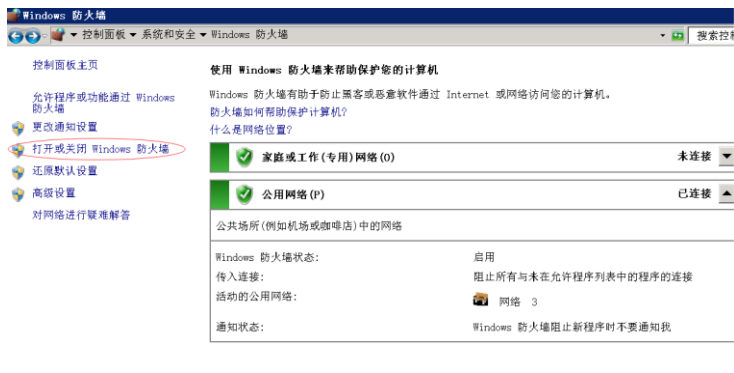 Windows 防火墙
控制面板 系统和安全 Windows 防火墙
搜索控
控制面板主页
允许程序或功能通过 Windows
防火墙
更改通知设置
打开或关闭 Windows 防火墙
还原默认设置
高级设置
对网络进行疑难解答
使用 Windows 防火墙来帮助保护您的计算机
Windows 防火墙有助于防止黑客或恶意软件通过 Internet 或网络访问您的计算机。
防火墙如何帮助保护计算机?
什么是网络位置?
家庭或工作(专用)网络(O) 未连接
公用网络(P) 已连接
公共场所(例如机场或咖啡店)中的网络
Windows 防火墙状态: 启用
传入连接: 阻止所有与未在允许程序列表中的程序的连接
活动的公用网络: 网络 3
通知状态: Windows 防火墙阻止新程序时不要通知我